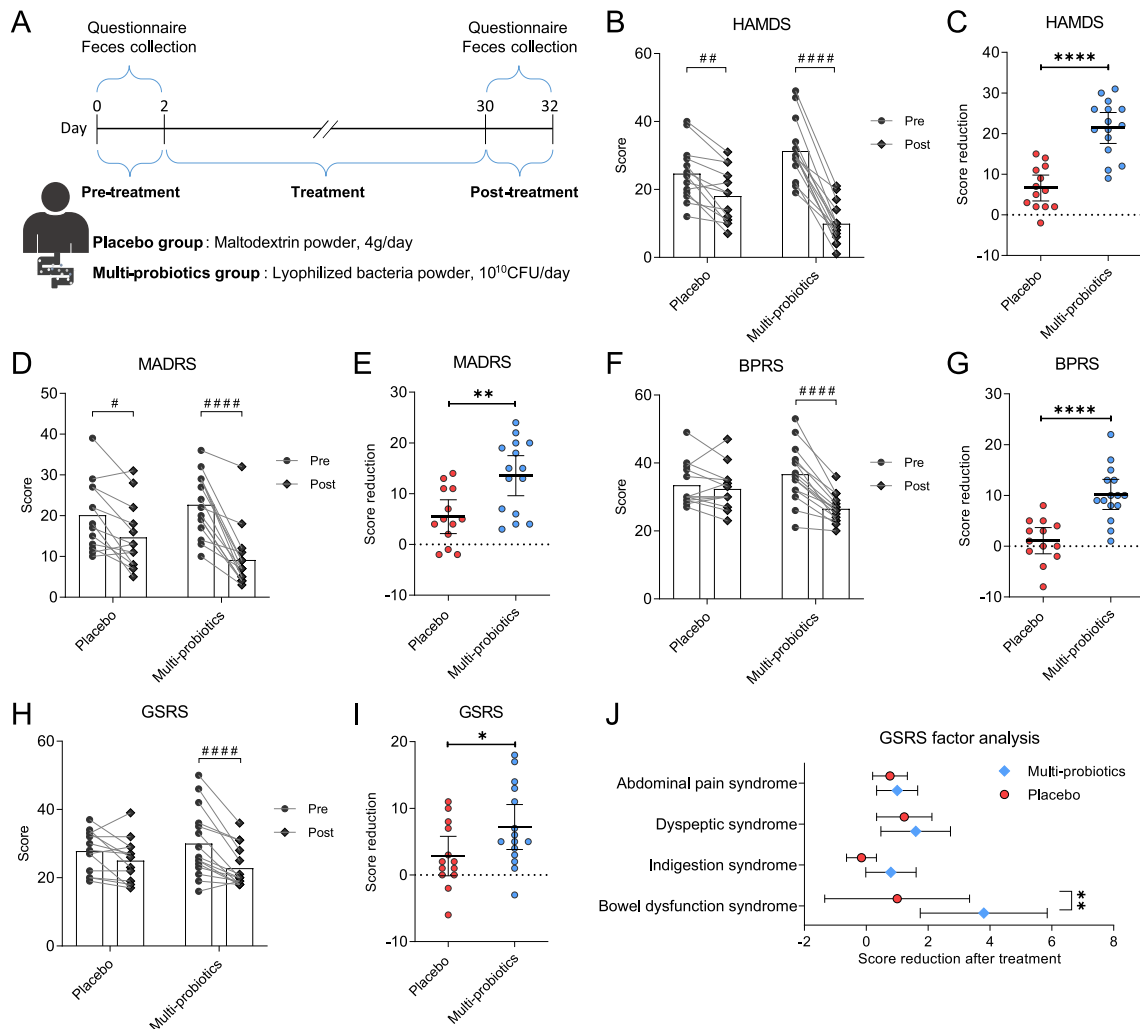 A
Questionnaire
Feces collection
Questionnaire
Feces collection
0 2 30 32
Day
Pre-treatment Treatment Post-treatment
Placebo group : Maltodextrin powder, 4g/day
Multi-probiotics group : Lyophilized bacteria powder, 10¹⁰CFU/day
B
HAMDS
60
40
20
0
Score
##
####
Pre
Post
Placebo
Multi-probiotics
C
HAMDS
40
30
20
10
0
-10
Score reduction
****
Placebo
Multi-probiotics
D
MADRS
50
40
30
20
10
0
Score
#
####
Pre
Post
Placebo
Multi-probiotics
E
MADRS
30
20
10
0
-10
Score reduction
**
Placebo
Multi-probiotics
F
BPRS
60
40
20
0
Score
####
Pre
Post
Placebo
Multi-probiotics
G
BPRS
30
20
10
0
-10
Score reduction
****
Placebo
Multi-probiotics
H
GSRS
60
40
20
0
Score
####
Pre
Post
Placebo
Multi-probiotics
I
GSRS
20
10
0
-10
Score reduction
*
Placebo
Multi-probiotics
J
GSRS factor analysis
Multi-probiotics
Placebo
Abdominal pain syndrome
Dyspeptic syndrome
Indigestion syndrome
Bowel dysfunction syndrome
**
-2 0 2 4 6 8
Score reduction after treatment